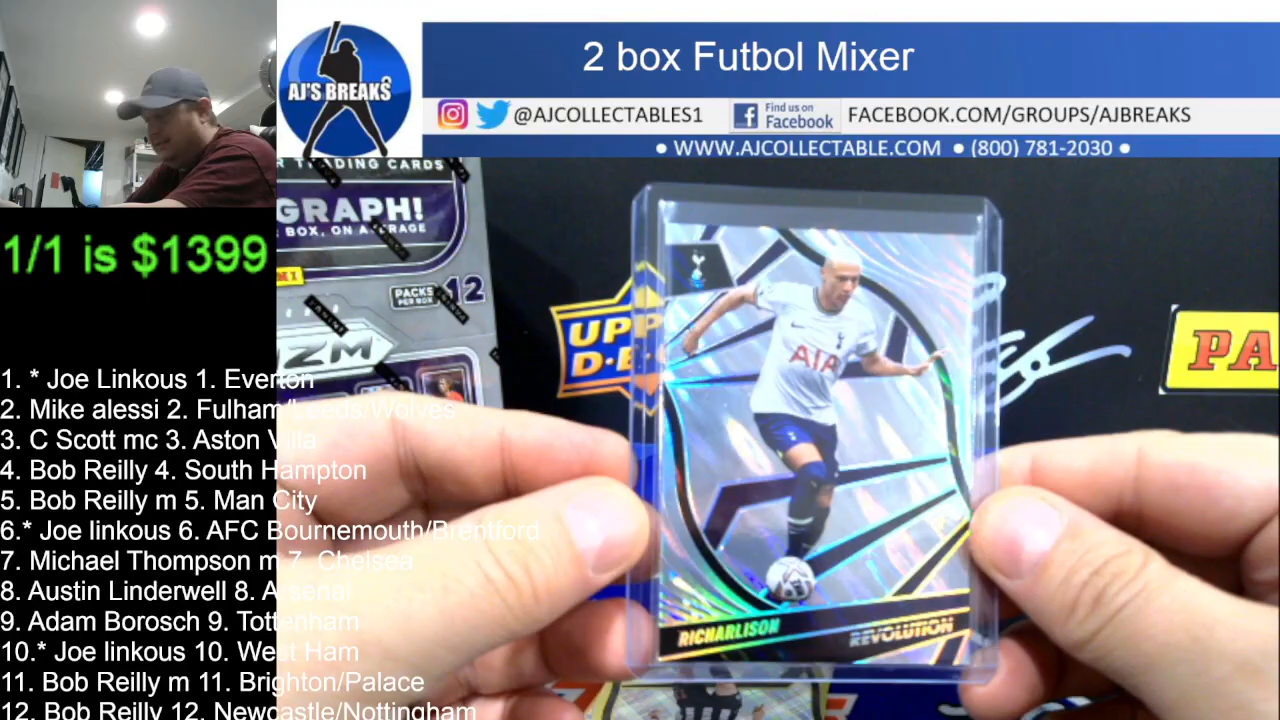 2 box Futbol Mixer
AJ'S BREAKS
@AJCOLLECTABLES1
Find us on
Facebook
FACEBOOK.COM/GROUPS/AJBREAKS
• WWW.AJCOLLECTABLE.COM • (800) 781-2030 •
R TRADING CARDS
GRAPH!
BOX, ON AVERAGE
PACKS
PER BOX
12
1/1 is $1399
UPP
D·E
PA
AIA
RICHARLISON
REVOLUTION
1. * Joe Linkous 1. Everton
2. Mike alessi 2. Fulham/Leeds/Wolves
3. C Scott mc 3. Aston Villa
4. Bob Reilly 4. South Hampton
5. Bob Reilly m 5. Man City
6.* Joe linkous 6. AFC Bournemouth/Brentford
7. Michael Thompson m 7. Chelsea
8. Austin Linderwell 8. Arsenal
9. Adam Borosch 9. Tottenham
10.* Joe linkous 10. West Ham
11. Bob Reilly m 11. Brighton/Palace
12. Bob Reilly 12. Newcastle/Nottingham